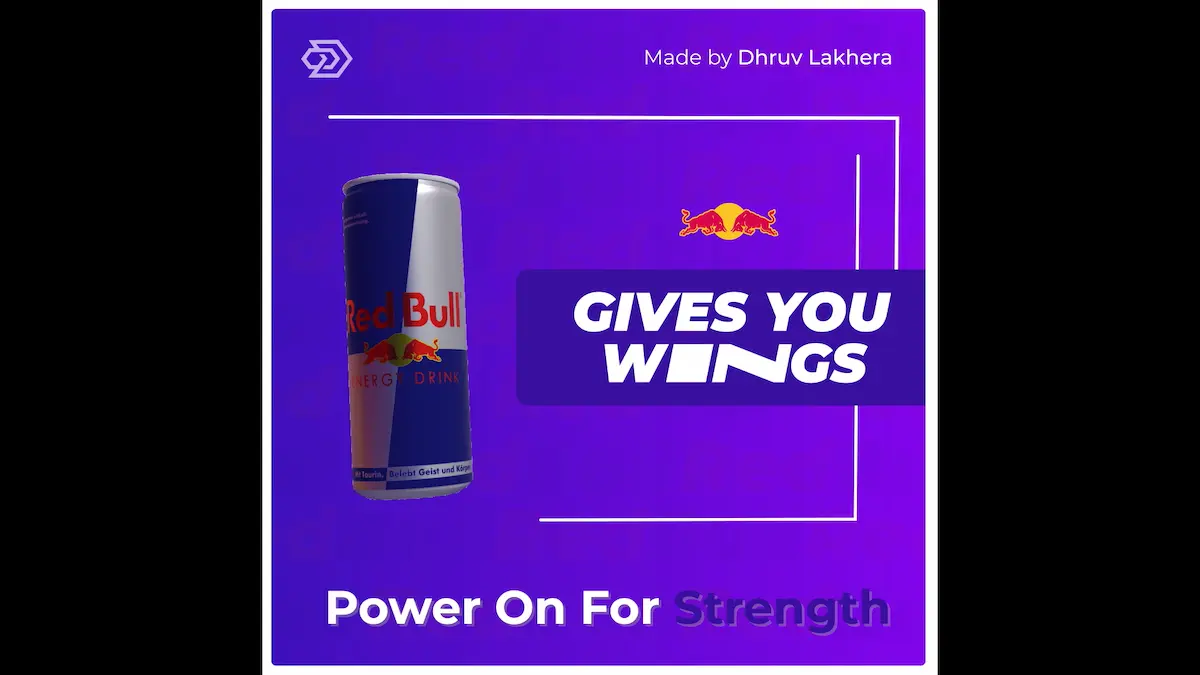 Made by Dhruv Lakhera
Red Bull
ENERGY DRINK
GIVES YOU
WINGS
Mit Taurin. Belebt Geist und Körper
Power On For Strength